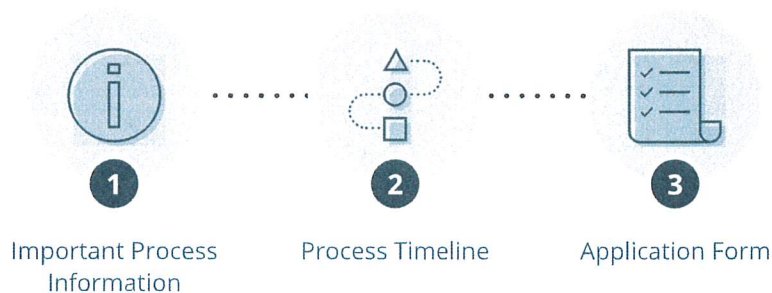 1
2
3
Important Process
Information
Process Timeline
Application Form